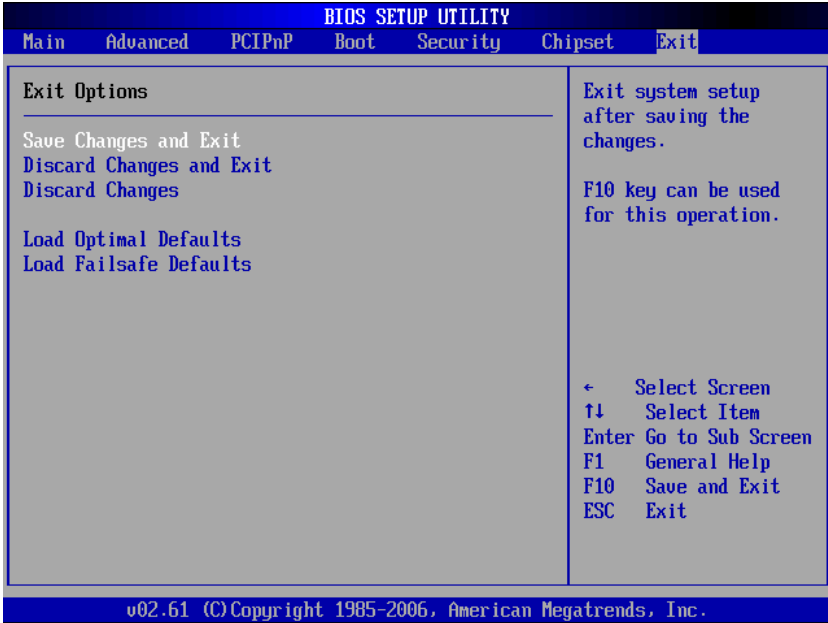 BIOS SETUP UTILITY
Main Advanced PCIPnP Boot Security Chipset Exit
Exit Options
Save Changes and Exit
Discard Changes and Exit
Discard Changes
Load Optimal Defaults
Load Failsafe Defaults
Exit system setup
after saving the
changes.
F10 key can be used
for this operation.
← Select Screen
↑↓ Select Item
Enter Go to Sub Screen
F1 General Help
F10 Save and Exit
ESC Exit
v02.61 (C)Copyright 1985-2006, American Megatrends, Inc.